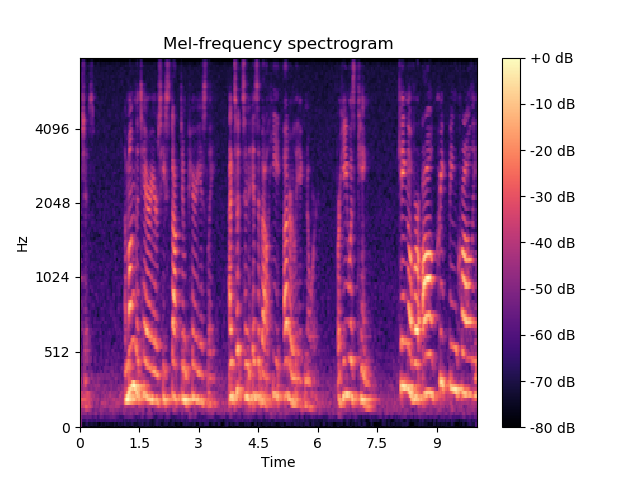 Mel-frequency spectrogram
+0 dB
-10 dB
-20 dB
-30 dB
-40 dB
-50 dB
-60 dB
-70 dB
-80 dB
4096
2048
1024
512
0
Hz
0 1.5 3 4.5 6 7.5 9
Time